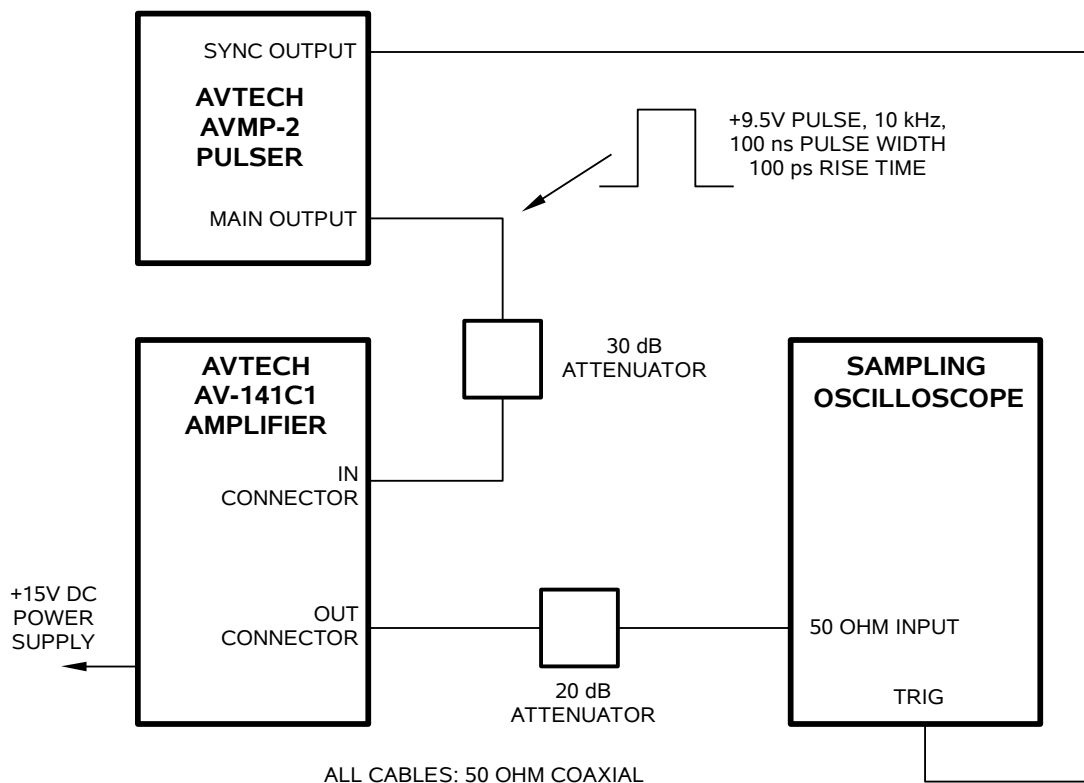 SYNC OUTPUT
AVTECH
AVMP-2
PULSER
MAIN OUTPUT
+9.5V PULSE, 10 kHz,
100 ns PULSE WIDTH
100 ps RISE TIME
30 dB
ATTENUATOR
AVTECH
AV-141C1
AMPLIFIER
IN
CONNECTOR
OUT
CONNECTOR
+15V DC
POWER
SUPPLY
20 dB
ATTENUATOR
SAMPLING
OSCILLOSCOPE
50 OHM INPUT
TRIG
ALL CABLES: 50 OHM COAXIAL